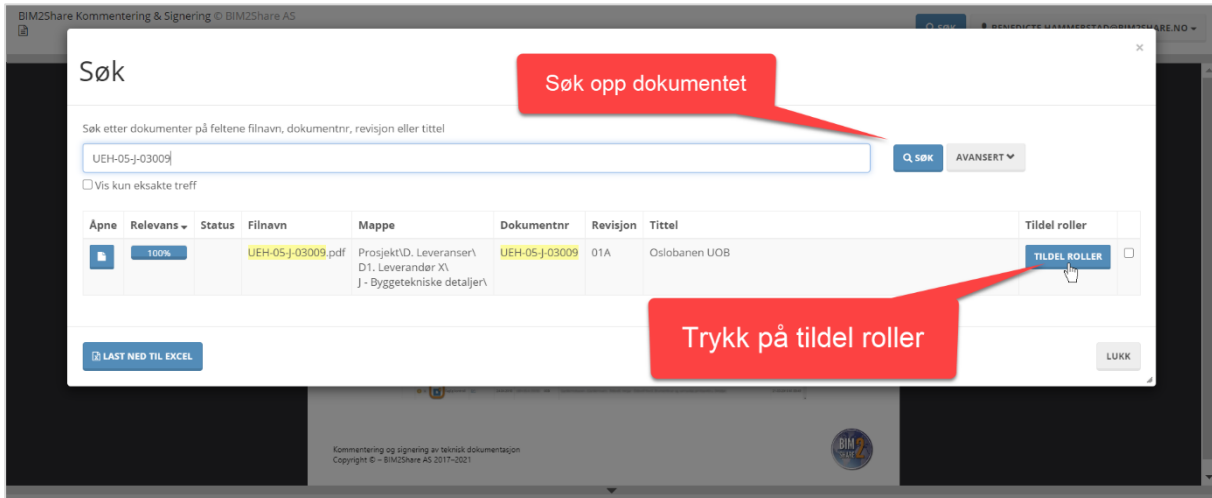 BIM2Share Kommentering & Signering © BIM2Share AS
SØK
BENEDICTE.HAMMERSTAD@BIM2SHARE.NO
×
Søk
Søk opp dokumentet
Søk etter dokumenter på feltene filnavn, dokumentnr, revisjon eller tittel
UEH-05-J-03009
SØK AVANSERT
Vis kun eksakte treff
Åpne Relevans Status Filnavn Mappe Dokumentnr Revisjon Tittel Tildel roller
100% UEH-05-J-03009.pdf Prosjekt\D. Leveranser\ UEH-05-J-03009 01A Oslobanen UOB TILDEL ROLLER
D1. Leverandør X\
J - Byggetekniske detaljer\
Trykk på tildel roller
LAST NED TIL EXCEL
LUKK
Kommentering og signering av teknisk dokumentasjon
Copyright © – BIM2Share AS 2017–2021
BIM2